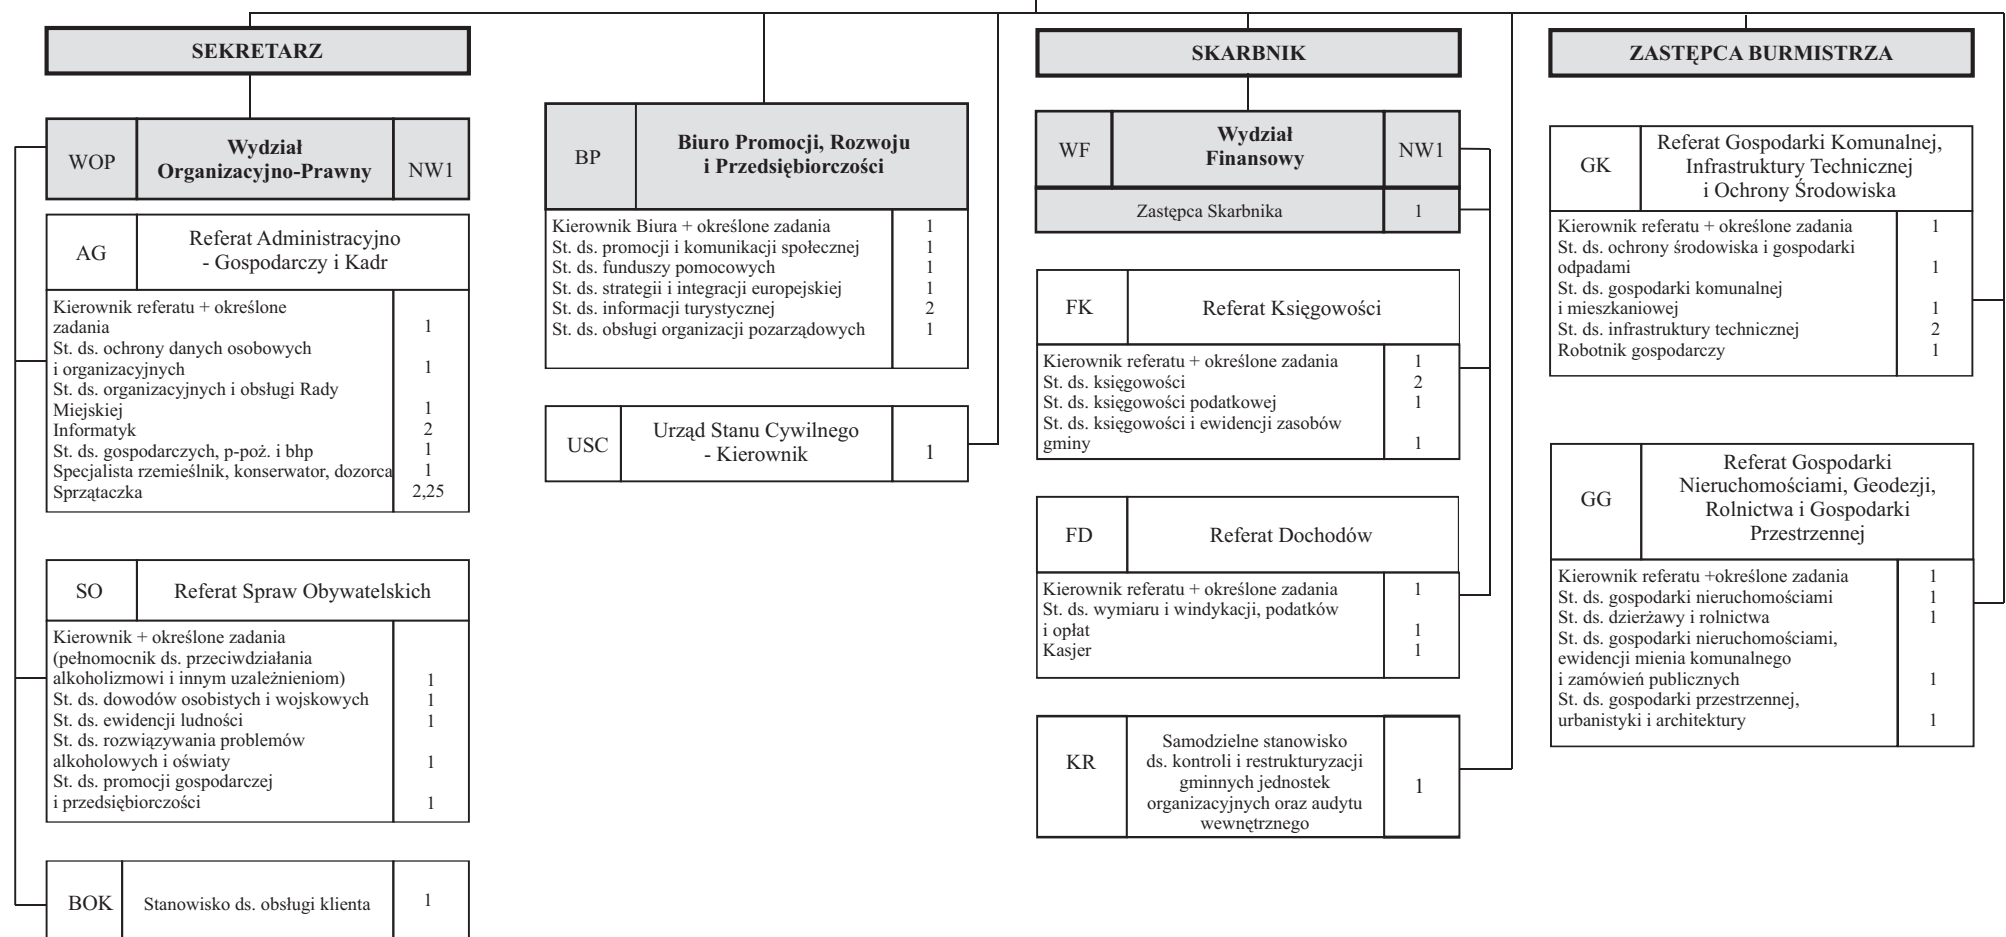 SEKRETARZ
WOP
Wydział
Organizacyjno-Prawny
NW1
AG
Referat Administracyjno
- Gospodarczy i Kadr
Kierownik referatu + określone
zadania 1
St. ds. ochrony danych osobowych
i organizacyjnych 1
St. ds. organizacyjnych i obsługi Rady
Miejskiej 1
Informatyk 2
St. ds. gospodarczych, p-poż. i bhp 1
Specjalista rzemieślnik, konserwator, dozorca 1
Sprzątaczka 2,25
SO
Referat Spraw Obywatelskich
Kierownik + określone zadania
(pełnomocnik ds. przeciwdziałania
alkoholizmowi i innym uzależnieniom) 1
St. ds. dowodów osobistych i wojskowych 1
St. ds. ewidencji ludności 1
St. ds. rozwiązywania problemów
alkoholowych i oświaty 1
St. ds. promocji gospodarczej
i przedsiębiorczości 1
BOK
Stanowisko ds. obsługi klienta
1
BP
Biuro Promocji, Rozwoju
i Przedsiębiorczości
Kierownik Biura + określone zadania 1
St. ds. promocji i komunikacji społecznej 1
St. ds. funduszy pomocowych 1
St. ds. strategii i integracji europejskiej 1
St. ds. informacji turystycznej 2
St. ds. obsługi organizacji pozarządowych 1
USC
Urząd Stanu Cywilnego
- Kierownik
1
SKARBNIK
WF
Wydział
Finansowy
NW1
Zastępca Skarbnika 1
FK
Referat Księgowości
Kierownik referatu + określone zadania 1
St. ds. księgowości 2
St. ds. księgowości podatkowej 1
St. ds. księgowości i ewidencji zasobów
gminy 1
FD
Referat Dochodów
Kierownik referatu + określone zadania 1
St. ds. wymiaru i windykacji, podatków
i opłat 1
Kasjer 1
KR
Samodzielne stanowisko
ds. kontroli i restrukturyzacji
gminnych jednostek
organizacyjnych oraz audytu
wewnętrznego
1
ZASTĘPCA BURMISTRZA
GK
Referat Gospodarki Komunalnej,
Infrastruktury Technicznej
i Ochrony Środowiska
Kierownik referatu + określone zadania 1
St. ds. ochrony środowiska i gospodarki
odpadami 1
St. ds. gospodarki komunalnej
i mieszkaniowej 1
St. ds. infrastruktury technicznej 2
Robotnik gospodarczy 1
GG
Referat Gospodarki
Nieruchomościami, Geodezji,
Rolnictwa i Gospodarki
Przestrzennej
Kierownik referatu +określone zadania 1
St. ds. gospodarki nieruchomościami 1
St. ds. dzierżawy i rolnictwa 1
St. ds. gospodarki nieruchomościami,
ewidencji mienia komunalnego
i zamówień publicznych 1
St. ds. gospodarki przestrzennej,
urbanistyki i architektury 1